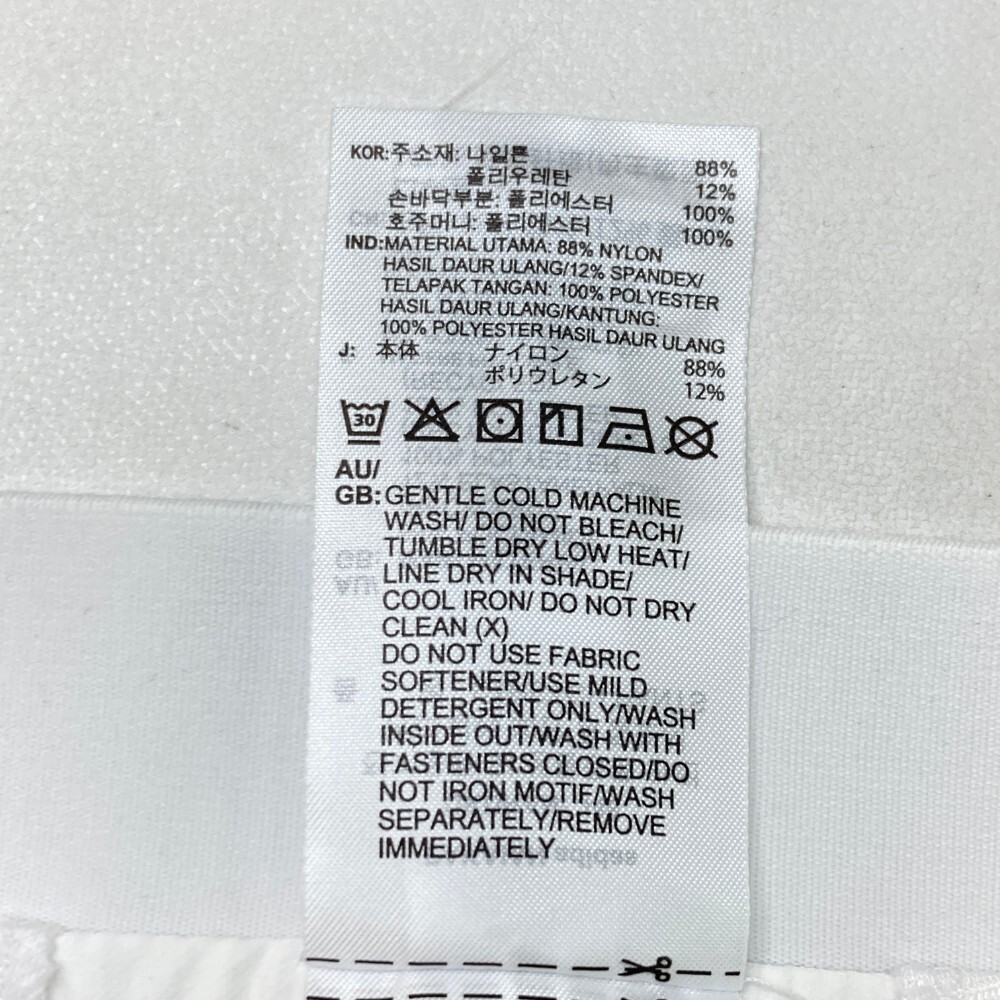 KOR:주소재: 나일론 88%
폴리우레탄 12%
손바닥부분: 폴리에스터 100%
호주머니: 폴리에스터 100%
IND:MATERIAL UTAMA: 88% NYLON
HASIL DAUR ULANG/12% SPANDEX/
TELAPAK TANGAN: 100% POLYESTER
HASIL DAUR ULANG/KANTUNG:
100% POLYESTER HASIL DAUR ULANG
J: 本体 ナイロン 88%
ポリウレタン 12%
30
AU/
GB:GENTLE COLD MACHINE
WASH/ DO NOT BLEACH/
TUMBLE DRY LOW HEAT/
LINE DRY IN SHADE/
COOL IRON/ DO NOT DRY
CLEAN (X)
DO NOT USE FABRIC
SOFTENER/USE MILD
DETERGENT ONLY/WASH
INSIDE OUT/WASH WITH
FASTENERS CLOSED/DO
NOT IRON MOTIF/WASH
SEPARATELY/REMOVE
IMMEDIATELY
adidas